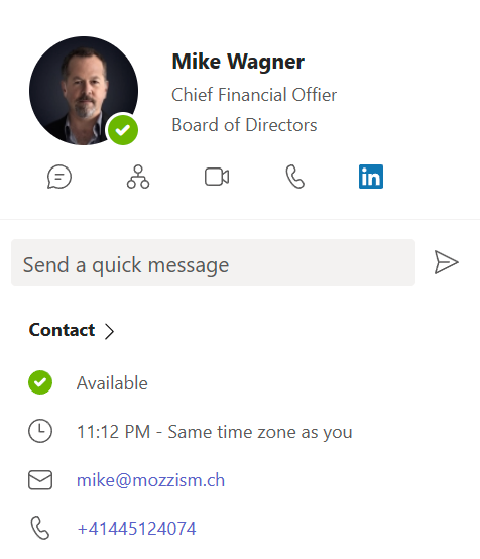 Mike Wagner
Chief Financial Offier
Board of Directors
in
Send a quick message
Contact
Available
11:12 PM - Same time zone as you
mike@mozzism.ch
+41445124074